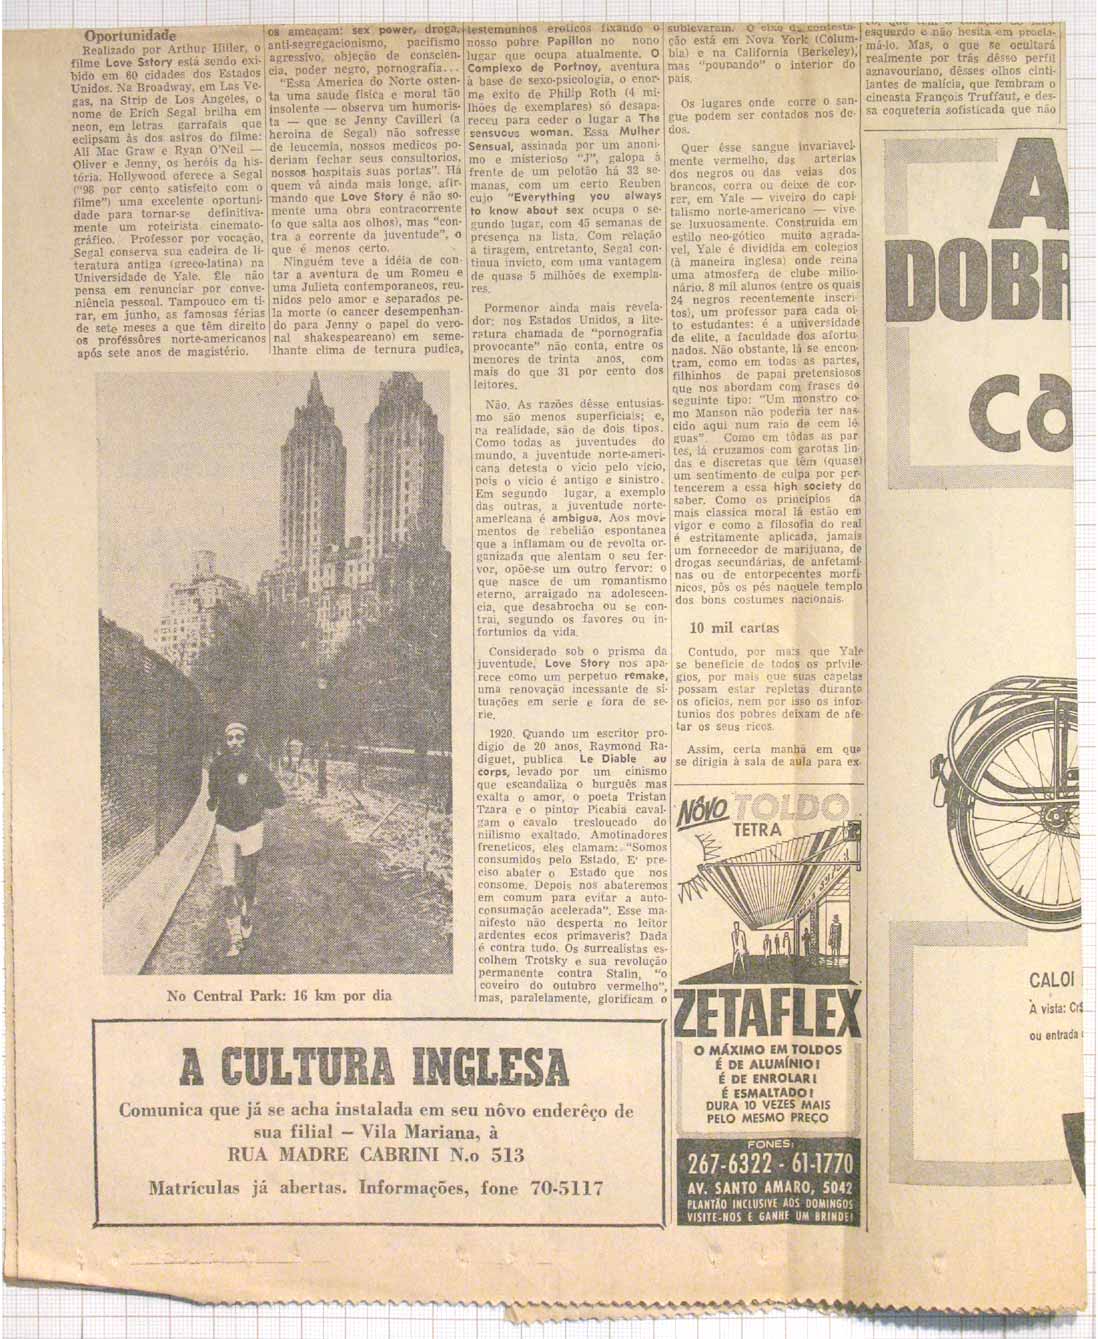 Oportunidade
Realizado por Arthur Hiller, o
filme Love Sstory está sendo exi-
bido em 60 cidades dos Estados
Unidos. Na Broadway, em Las Ve-
gas, na Strip de Los Angeles, o
nome de Erich Segal brilha em
neon, em letras garrafais que
eclipsam às dos astros do filme:
Ali Mac Graw e Ryan O'Neil —
Oliver e Jenny, os heróis da his-
tória. Hollywood oferece a Segal
("98 por cento satisfeito com o
filme") uma excelente oportuni-
dade para tornar-se definitiva-
mente um roteirista cinemato-
gráfico. Professor por vocação,
Segal conserva sua cadeira de li-
teratura antiga (greco-latina) na
Universidade de Yale. Êle não
pensa em renunciar por conve-
niência pessoal. Tampouco em ti-
rar, em junho, as famosas férias
de sete meses a que têm direito
os proféssôres norte-americanos
após sete anos de magistério.
os ameaçam: sex power, droga,
anti-segregacionismo, pacifismo
agressivo, objeção de conscien-
cia, poder negro, pornografia...
"Essa America do Norte osten-
ta uma saude fisica e moral tão
insolente — observa um humoris-
ta — que se Jenny Cavilleri (a
heroina de Segal) não sofresse
de leucemia, nossos medicos po-
deriam fechar seus consultorios,
nossos hospitais suas portas". Há
quem vá ainda mais longe, afir-
mando que Love Story é não so-
mente uma obra contracorrente
(o que salta aos olhos), mas "con-
tra a corrente da juventude", o
que é menos certo.
Ninguém teve a idéia de con-
tar a aventura de um Romeu e
uma Julieta contemporaneos, reu-
nidos pelo amor e separados pe-
la morte (o cancer desempenhan-
do para Jenny o papel do vero-
nal shakespeareano) em seme-
lhante clima de ternura pudica,
testemunhos eroticos fixando o
nosso pobre Papillon no nono
lugar que ocupa atualmente. O
Complexo de Portnoy, aventura
à base de sexo-psicologia, o enor-
me exito de Philip Roth (4 mi-
lhões de exemplares) só desapa-
receu para ceder o lugar a The
sensuous woman. Essa Mulher
Sensual, assinada por um anoni-
mo e misterioso "J", galopa à
frente de um pelotão há 32 se-
manas, com um certo Reuben
cujo "Everything you always
to know about sex ocupa o se-
gundo lugar, com 45 semanas de
presença na lista. Com relação
a tiragem, entretanto, Segal con-
tinua invicto, com uma vantagem
de quase 5 milhões de exempla-
res.
Pormenor ainda mais revela-
dor: nos Estados Unidos, a lite-
ratura chamada de "pornografia
provocante" não conta, entre os
menores de trinta anos, com
mais do que 31 por cento dos
leitores.
Não. As razões dêsse entusias-
mo são menos superficiais; e,
na realidade, são de dois tipos.
Como todas as juventudes do
mundo, a juventude norte-ameri-
cana detesta o vicio pelo vicio,
pois o vicio é antigo e sinistro.
Em segundo lugar, a exemplo
das outras, a juventude norte-
americana é ambigua. Aos movi-
mentos de rebelião espontanea
que a inflamam ou de revolta or-
ganizada que alentam o seu fer-
vor, opõe-se um outro fervor: o
que nasce de um romantismo
eterno, arraigado na adolescen-
cia, que desabrocha ou se con-
trai, segundo os favores ou in-
fortunios da vida.
Considerado sob o prisma da
juventude, Love Story nos apa-
rece como um perpetuo remake,
uma renovação incessante de si-
tuações em serie e fora de se-
rie.
1920. Quando um escritor pro-
digio de 20 anos, Raymond Ra-
diguet, publica Le Diable au
corps, levado por um cinismo
que escandaliza o burguês mas
exalta o amor, o poeta Tristan
Tzara e o pintor Picabia caval-
gam o cavalo tresloucado do
niilismo exaltado. Amotinadores
freneticos, eles clamam: "Somos
consumidos pelo Estado. E' pre-
ciso abater o Estado que nos
consome. Depois nos abateremos
em comum para evitar a auto-
consumação acelerada". Esse ma-
nifesto não desperta no leitor
ardentes ecos primaveris? Dada
é contra tudo. Os surrealistas es-
colhem Trotsky e sua revolução
permanente contra Stalin, "o
coveiro do outubro vermelho",
mas, paralelamente, glorificam o
sublevaram. O eixo da contesta-
ção está em Nova York (Colum-
bia) e na California (Berkeley),
mas "poupando" o interior do
país.
Os lugares onde corre o san-
gue podem ser contados nos de-
dos.
Quer êsse sangue invariavel-
mente vermelho, das arterias
dos negros ou das veias dos
brancos, corra ou deixe de cor-
rer, em Yale — viveiro do capi-
talismo norte-americano — vive-
se luxuosamente. Construida em
estilo neo-gótico muito agrada-
vel, Yale é dividida em colegios
(à maneira inglesa) onde reina
uma atmosfera de clube milio-
nário. 8 mil alunos (entre os quais
24 negros recentemente inscri-
tos), um professor para cada oi-
to estudantes: é a universidade
de elite, a faculdade dos afortu-
nados. Não obstante, lá se encon-
tram, como em todas as partes,
filhinhos de papai pretensiosos
que nos abordam com frases do
seguinte tipo: "Um monstro co-
mo Manson não poderia ter nas-
cido aqui num raio de cem lé-
guas". Como em tôdas as par-
tes, lá cruzamos com garotas lin-
das e discretas que têm (quase)
um sentimento de culpa por per-
tencerem a essa high society do
saber. Como os principios da
mais classica moral lá estão em
vigor e como a filosofia do real
é estritamente aplicada, jamais
um fornecedor de marijuana, de
drogas secundárias, de anfetami-
nas ou de entorpecentes morfi-
nicos, pôs os pés naquele templo
dos bons costumes nacionais.
10 mil cartas
Contudo, por mais que Yale
se beneficie de todos os privile-
gios, por mais que suas capelas
possam estar repletas durante
os oficios, nem por isso os infor-
tunios dos pobres deixam de afe-
tar os seus ricos.
Assim, certa manhã em que
se dirigia à sala de aula para ex-
esquerdo e não hesita em procla-
má-lo. Mas, o que se ocultará
realmente por trás dêsse perfil
aznavouriano, dêsses olhos cinti-
lantes de malicia, que lembram o
cineasta François Truffaut, e des-
sa coqueteria sofisticada que não
A
DOBR
Ca
No Central Park: 16 km por dia
A CULTURA INGLESA
Comunica que já se acha instalada em seu nôvo enderêço de
sua filial — Vila Mariana, à
RUA MADRE CABRINI N.o 513
Matrículas já abertas. Informações, fone 70-5117
NÔVO TOLDO
TETRA
ZETAFLEX
O MÁXIMO EM TOLDOS
É DE ALUMÍNIO!
É DE ENROLAR!
É ESMALTADO!
DURA 10 VEZES MAIS
PELO MESMO PREÇO
FONES:
267-6322 - 61-1770
AV. SANTO AMARO, 5042
PLANTÃO INCLUSIVE AOS DOMINGOS
VISITE-NOS E GANHE UM BRINDE!
CALOI
À vista: Cr$
ou entrada